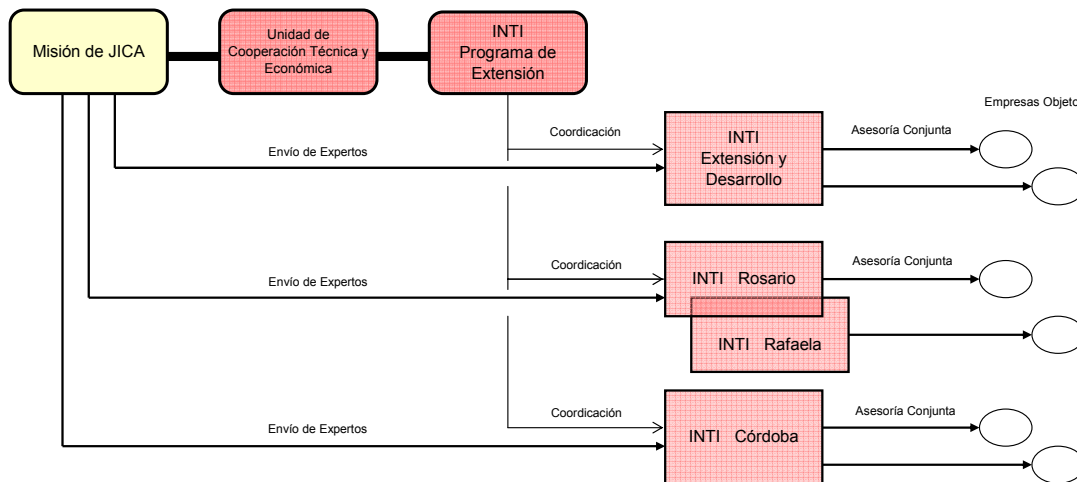 Misión de JICA
Unidad de
Cooperación Técnica y
Económica
INTI
Programa de
Extensión
Empresas Objeto
Coordicación
Asesoría Conjunta
Envío de Expertos
INTI
Extensión y
Desarrollo
Coordicación
Asesoría Conjunta
Envío de Expertos
INTI Rosario
INTI Rafaela
Coordicación
Asesoría Conjunta
Envío de Expertos
INTI Córdoba